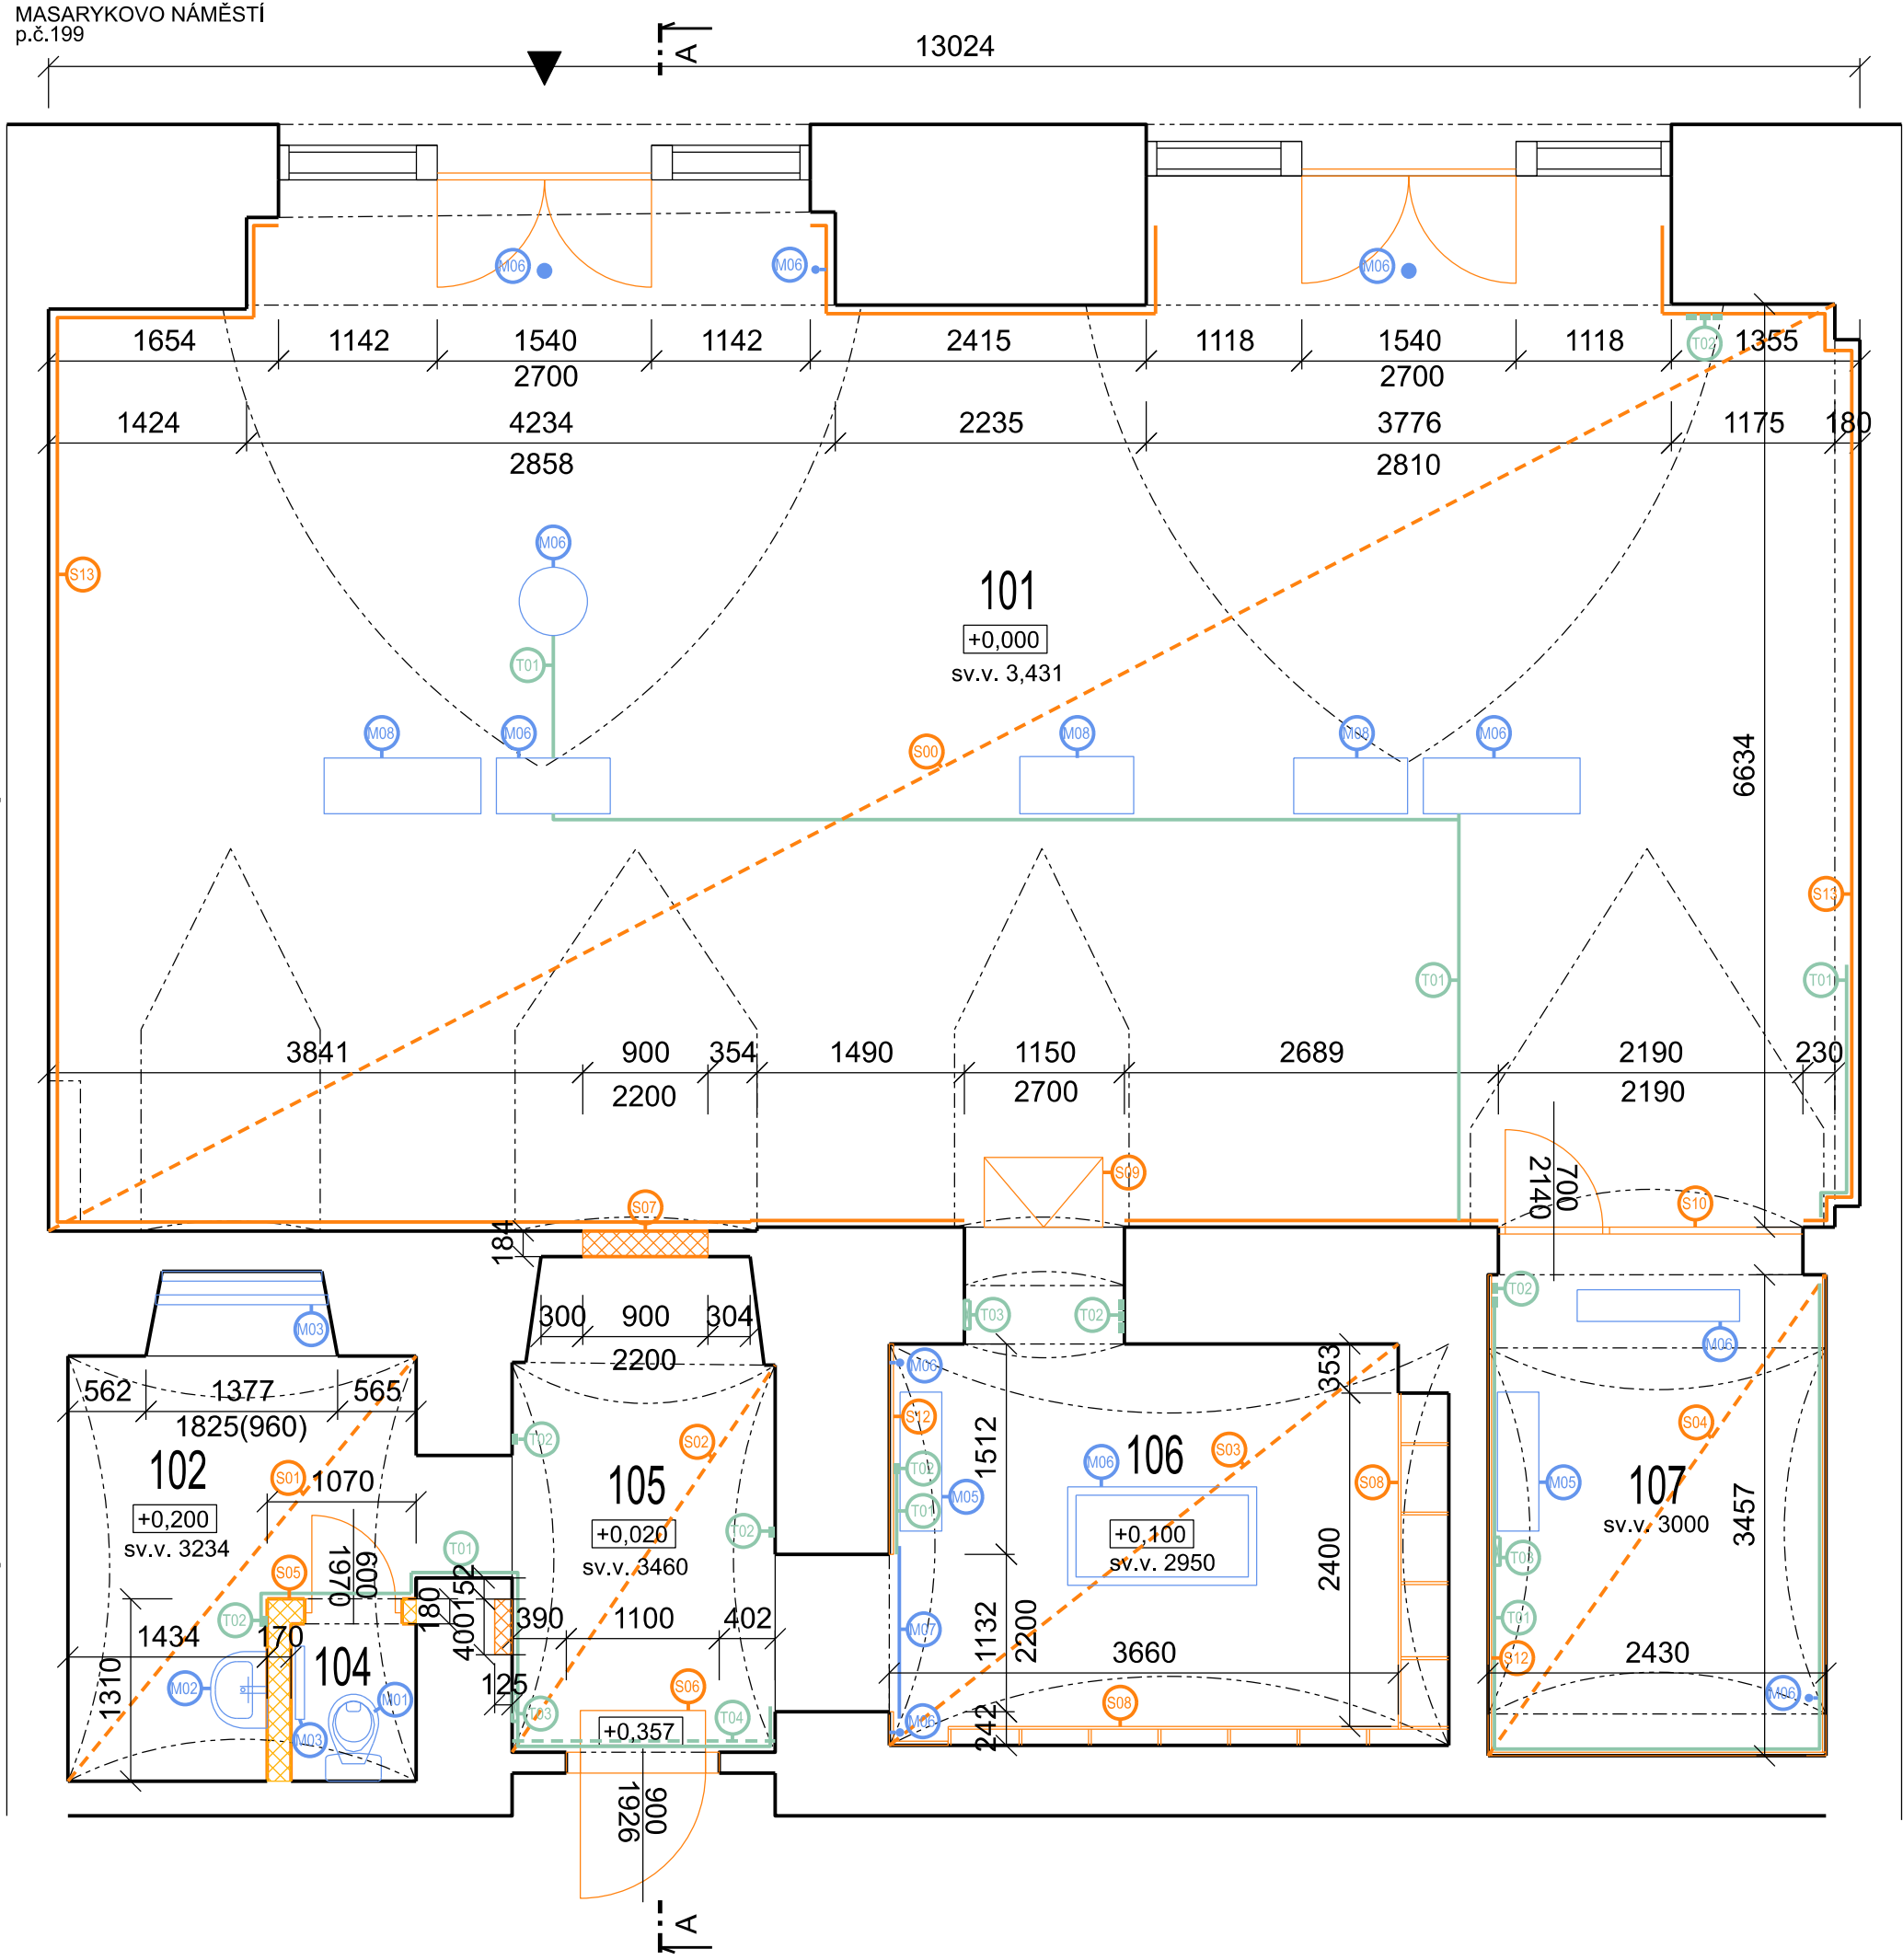 MASARYKOVO NÁMĚSTÍ
p.č.199
A
13024
M06
M06
M06
1654
1142
1540
1142
2415
1118
1540
1118
T02
1355
2700
2700
1424
4234
2235
3776
1175
180
2858
2810
M06
S13
101
+0,000
sv.v. 3,431
T01
M08
M06
S00
M08
M08
M06
6634
S13
T01
T01
3841
900
354
1490
1150
2689
2190
230
2200
2700
2190
S09
700
2140
S07
S10
184
T02
M03
300
900
304
T03
T02
M06
2200
353
M06
562
1377
565
1825(960)
S12
S02
T02
S03
S04
102
S01
1070
105
1512
T02
M06
106
S08
107
M05
M05
3457
+0,200
sv.v. 3234
+0,020
sv.v. 3460
T02
T01
+0,100
sv.v. 2950
sv.v. 3000
T01
S05
600
1970
152
2400
T03
T02
180
400
390
1100
402
1132
2200
M07
T01
1434
170
104
3660
S12
2430
1310
M02
M01
125
S06
S08
M06
M03
T03
+0,357
T04
242
M06
900
1926
A